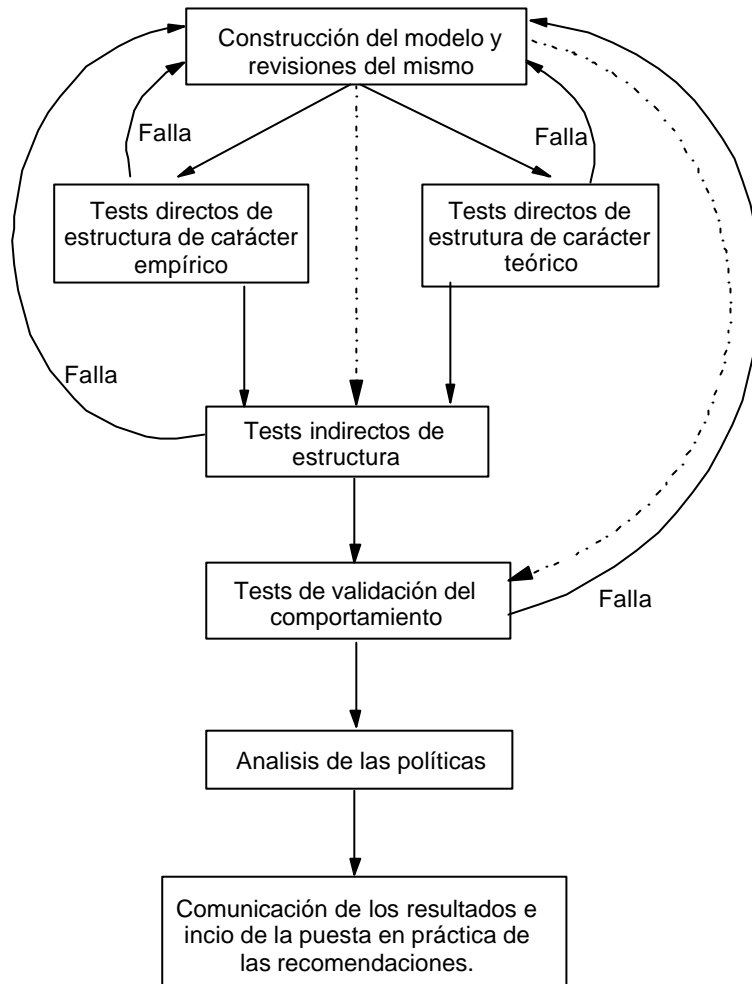 Construcción del modelo y
revisiones del mismo
Falla
Falla
Tests directos de
estructura de carácter
empírico
Tests directos de
estrutura de carácter
teórico
Falla
Tests indirectos de
estructura
Tests de validación del
comportamiento
Falla
Analisis de las políticas
Comunicación de los resultados e
incio de la puesta en práctica de
las recomendaciones.